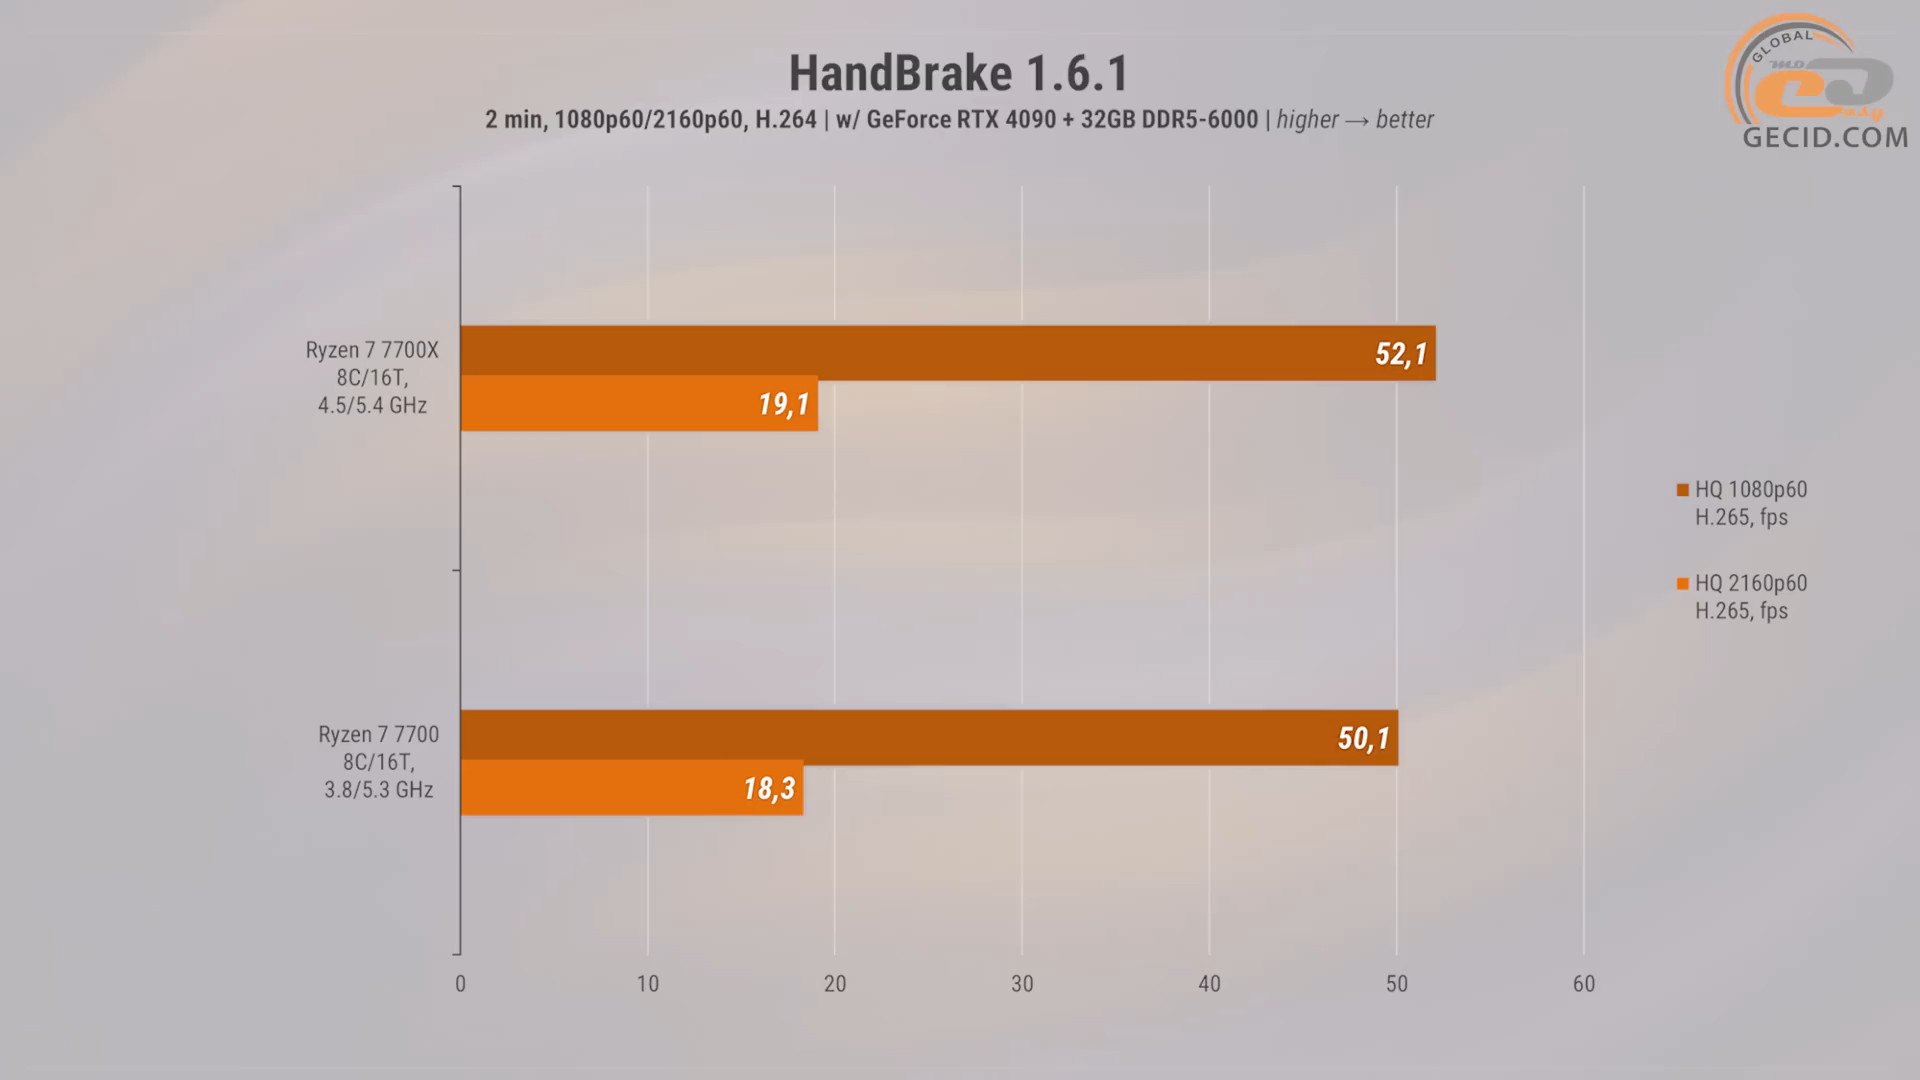 HandBrake 1.6.1
2 min, 1080p60/2160p60, H.264 | w/ GeForce RTX 4090 + 32GB DDR5-6000 | higher → better
GLOBAL
GECID.COM
Ryzen 7 7700X
8C/16T,
4.5/5.4 GHz
52,1
19,1
HQ 1080p60
H.265, fps
HQ 2160p60
H.265, fps
Ryzen 7 7700
8C/16T,
3.8/5.3 GHz
50,1
18,3
0 10 20 30 40 50 60